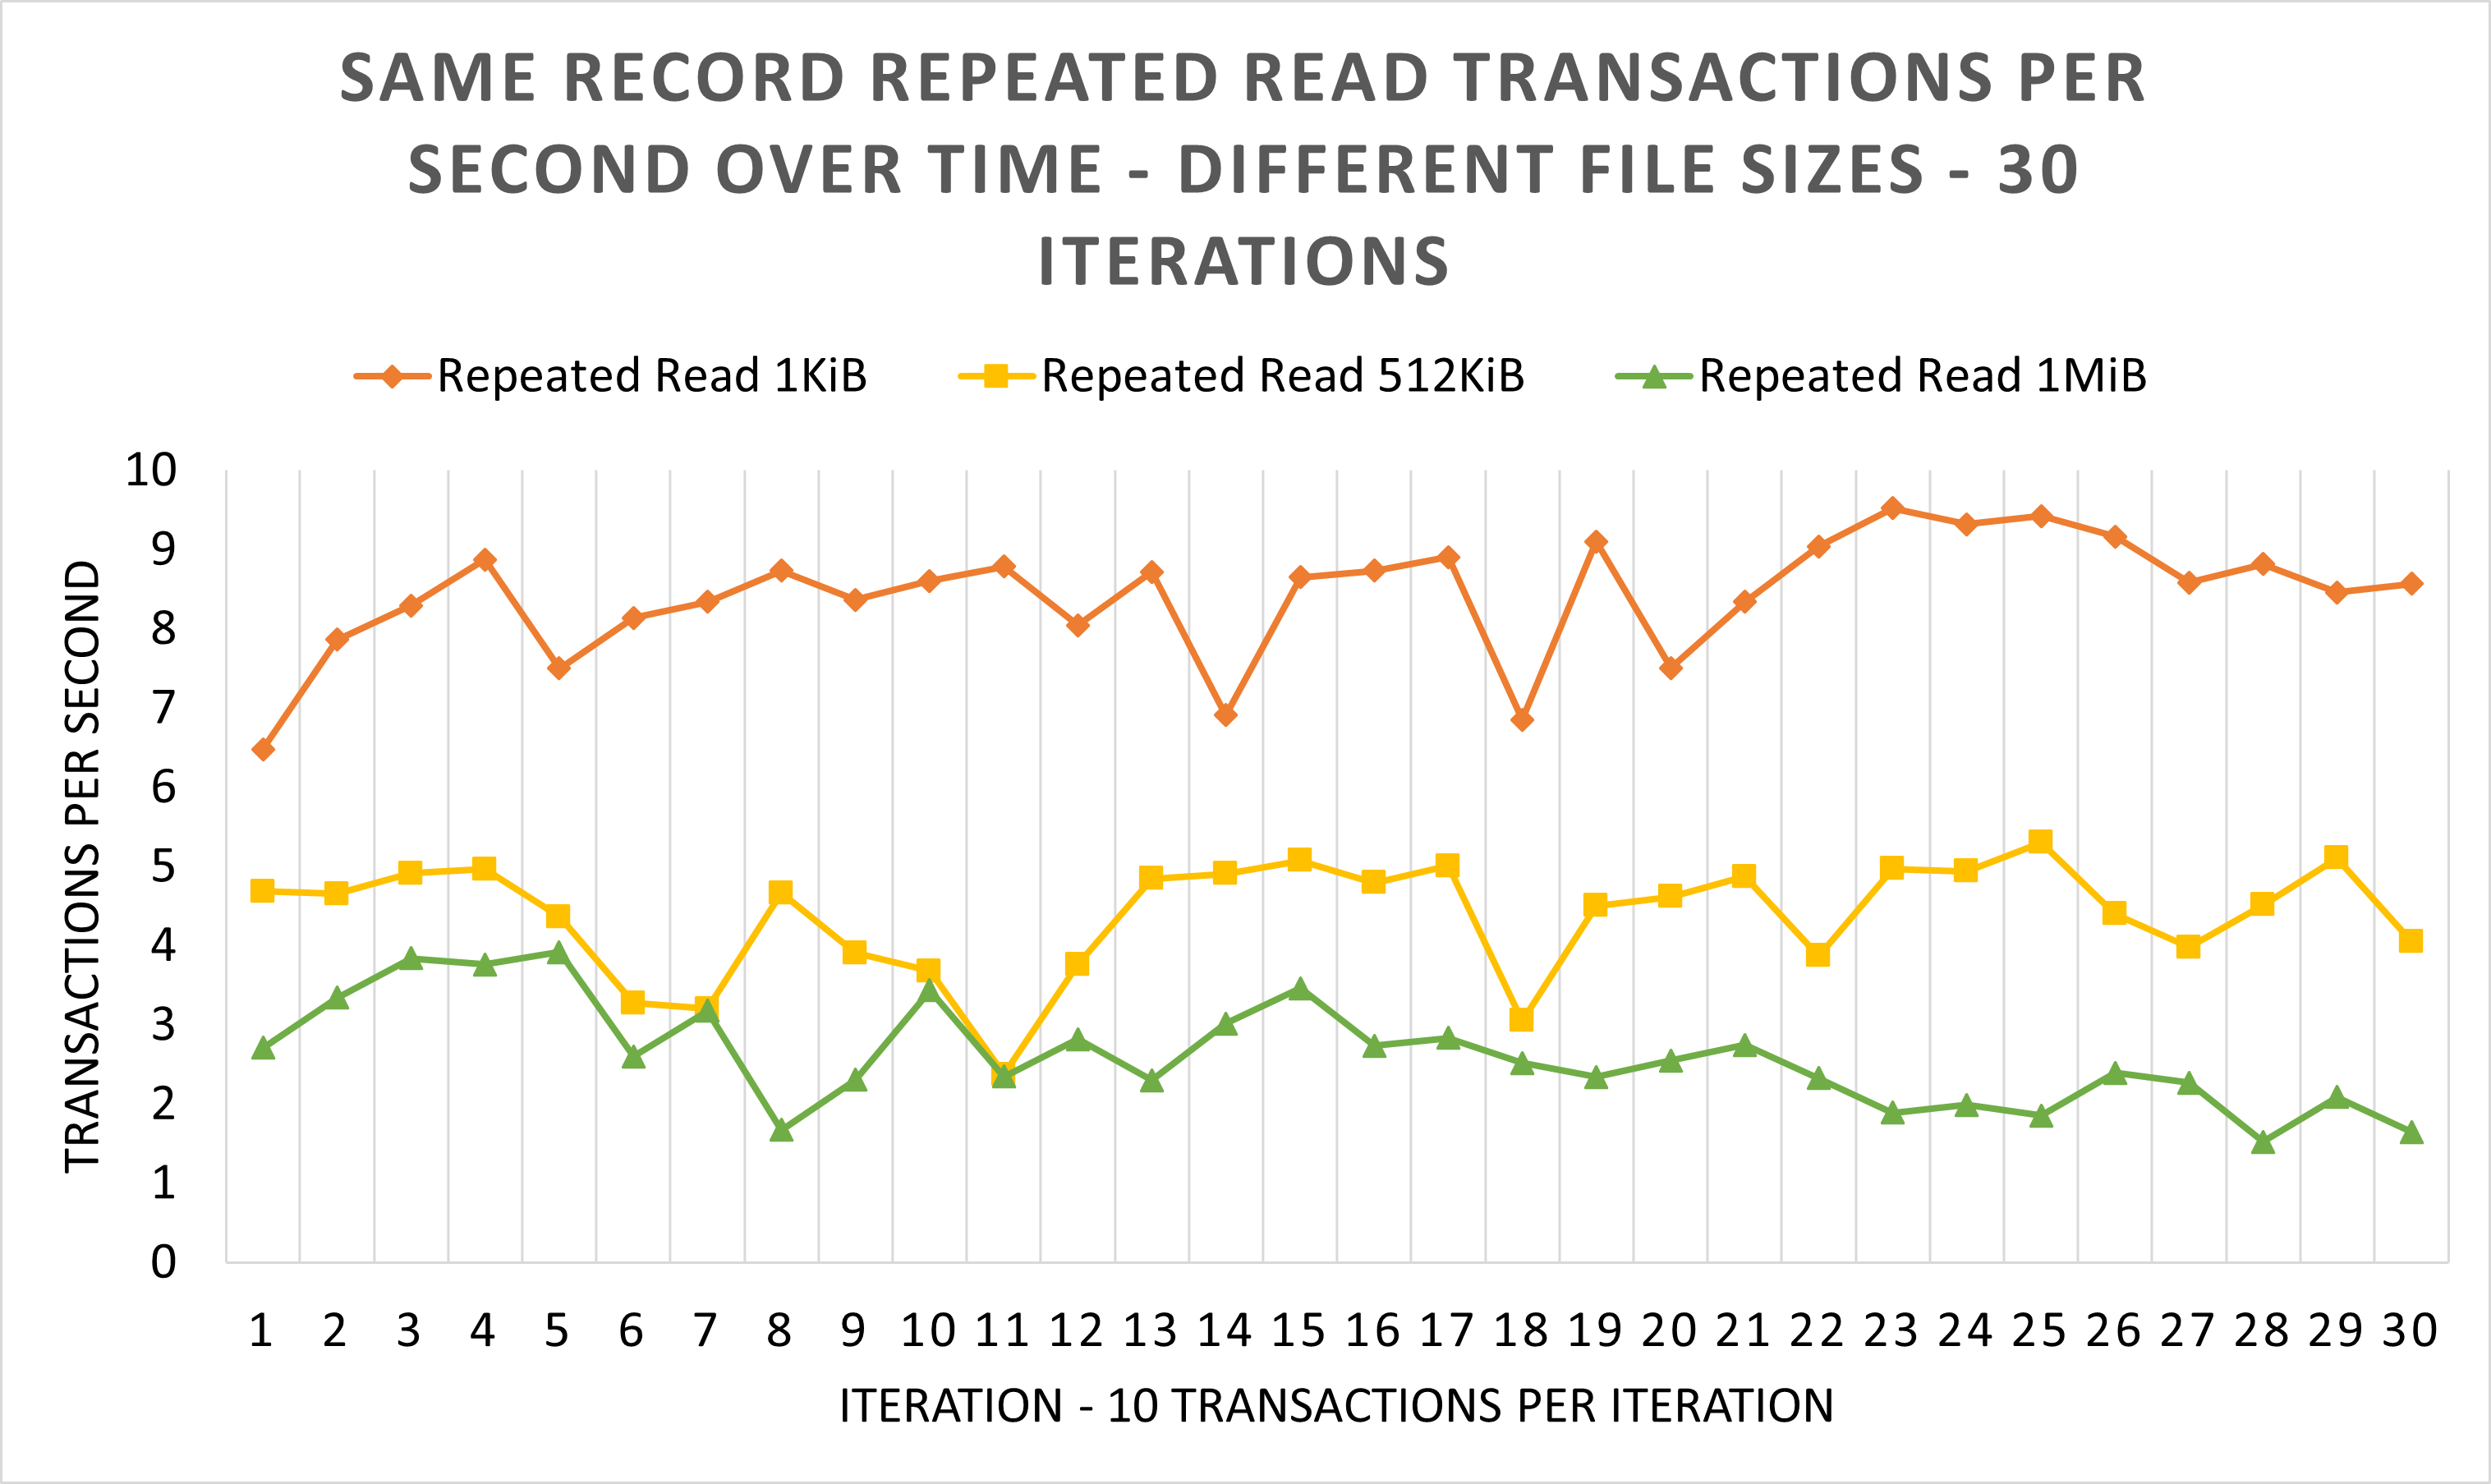 SAME RECORD REPEATED READ TRANSACTIONS PER
SECOND OVER TIME - DIFFERENT FILE SIZES - 30
ITERATIONS
Repeated Read 1KiB Repeated Read 512KiB Repeated Read 1MiB
TRANSACTIONS PER SECOND
10
9
8
7
6
5
4
3
2
1
0
1 2 3 4 5 6 7 8 9 10 11 12 13 14 15 16 17 18 19 20 21 22 23 24 25 26 27 28 29 30
ITERATION - 10 TRANSACTIONS PER ITERATION